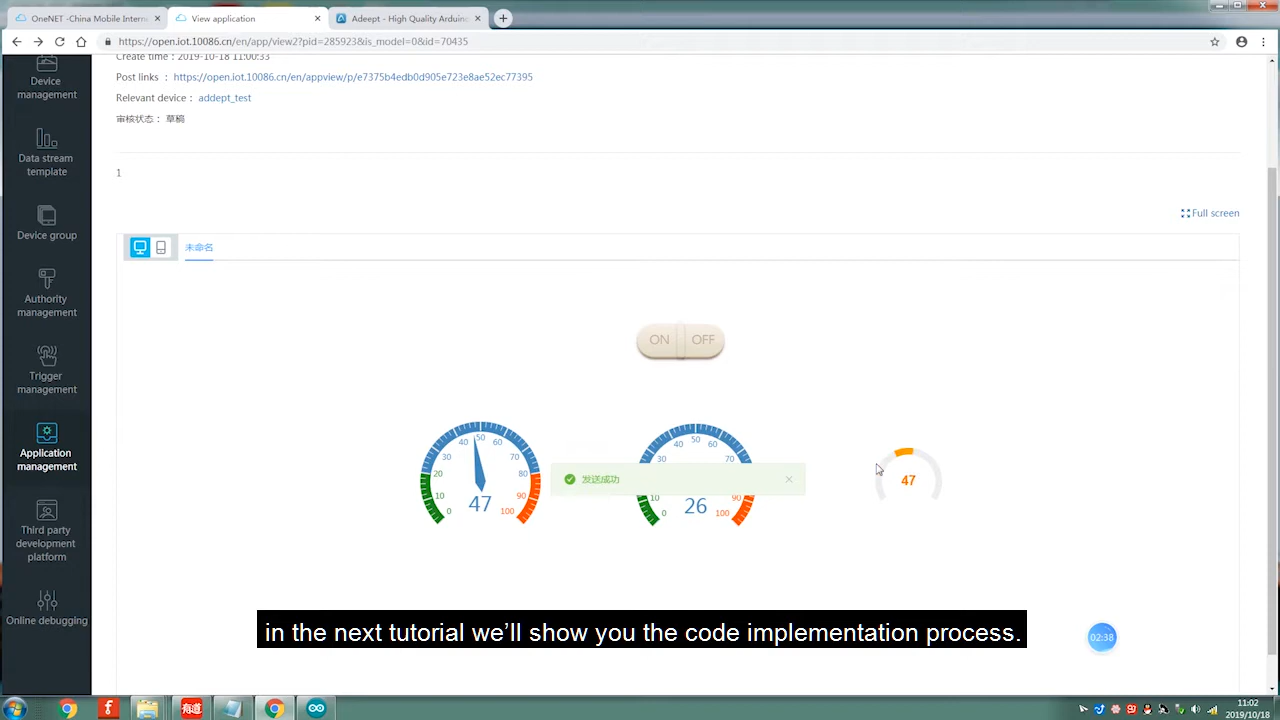 OneNET -China Mobile Intern
View application
Adeept - High Quality Arduin
https://open.iot.10086.cn/en/app/view2?pid=285923&is_model=0&id=70435
Create time：2019-10-18 11:00:33
Post links ： https://open.iot.10086.cn/en/appview/p/e7375b4edb0d905e723e8ae52ec77395
Relevant device： addept_test
审核状态： 草稿
1
Full screen
未命名
Device
management
Data stream
template
Device group
Authority
management
Trigger
management
Application
management
Third party
development
platform
Online debugging
ON OFF
0 10 20 30 40 50 60 70 80 90 100
47
0 10 30 40 50 60 70 90 100
26
发送成功
47
in the next tutorial we’ll show you the code implementation process.
02:38
有道
11:02
2019/10/18